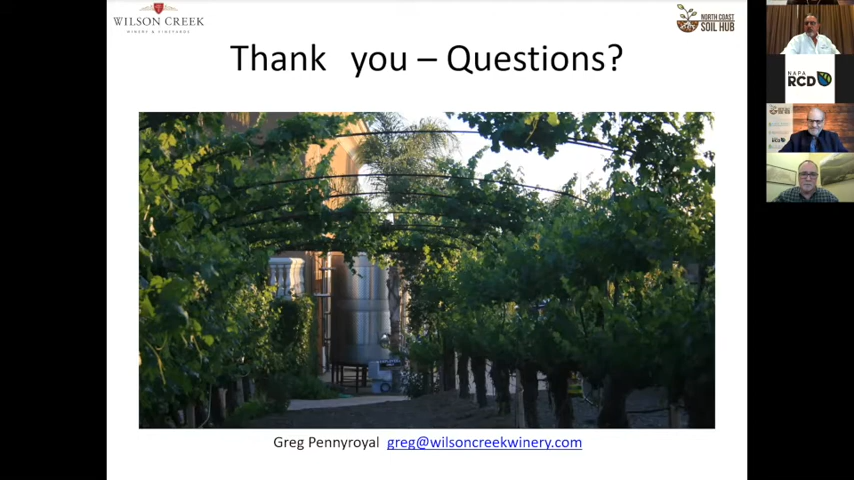 WILSON CREEK
WINERY & VINEYARDS
NORTH COAST
SOIL HUB
Thank you – Questions?
Greg Pennyroyal greg@wilsoncreekwinery.com
NAPA
RCD